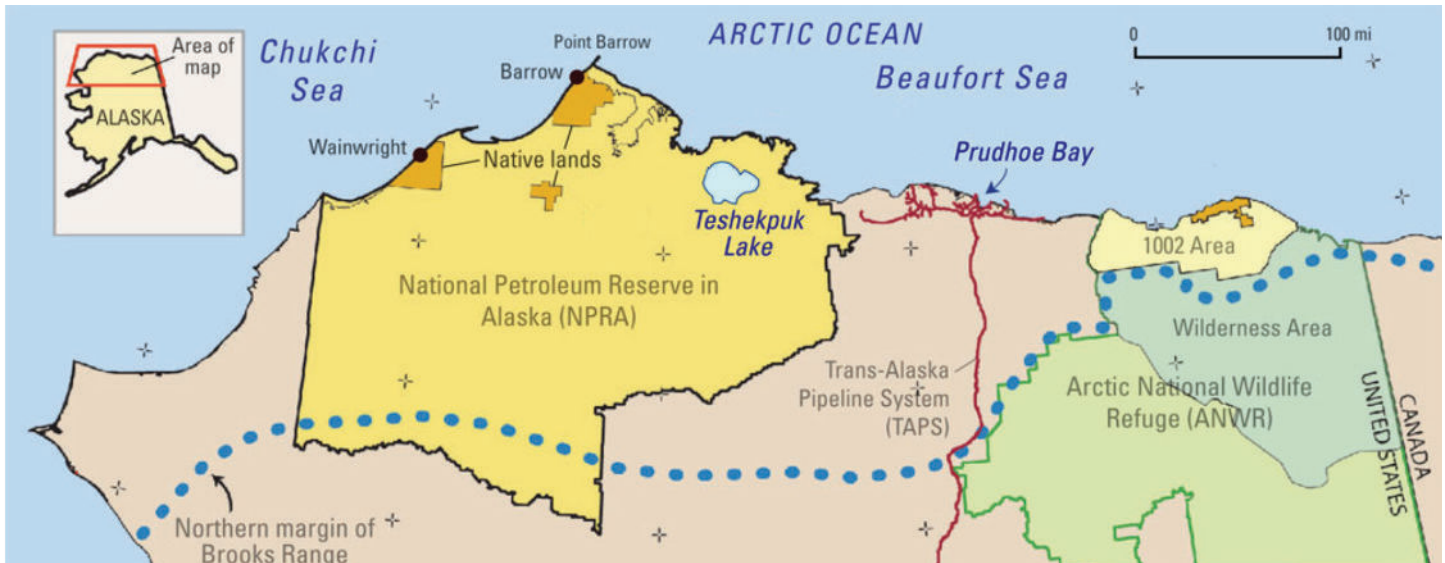 Area of
map
ALASKA
Chukchi
Sea
Point Barrow
Barrow
ARCTIC OCEAN
Beaufort Sea
0
100 mi
Wainwright
Native lands
Prudhoe Bay
Teshekpuk
Lake
1002 Area
National Petroleum Reserve in
Alaska (NPRA)
Wilderness Area
Trans-Alaska
Pipeline System
(TAPS)
Arctic National Wildlife
Refuge (ANWR)
UNITED STATES
CANADA
Northern margin of
Brooks Range